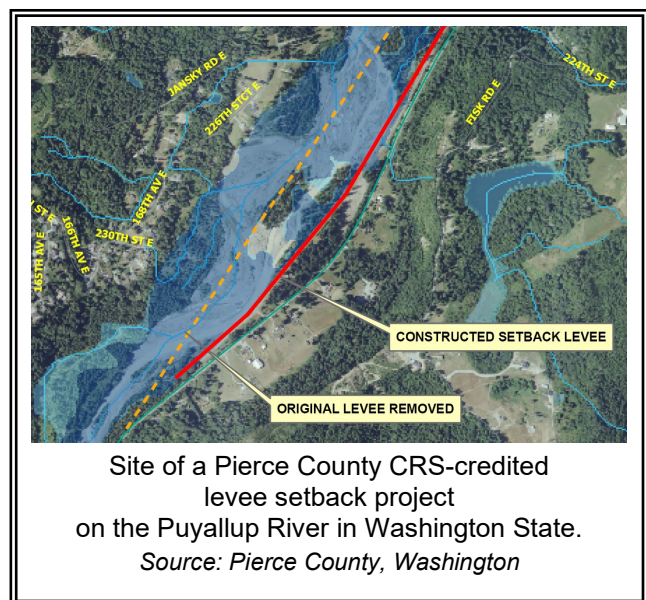 JANSKY RD E
226TH STCT E
224TH ST E
FISK RD E
168TH AV E
230TH ST E
166TH AV E
165TH AV E
CONSTRUCTED SETBACK LEVEE
ORIGINAL LEVEE REMOVED
Site of a Pierce County CRS-credited
levee setback project
on the Puyallup River in Washington State.
Source: Pierce County, Washington